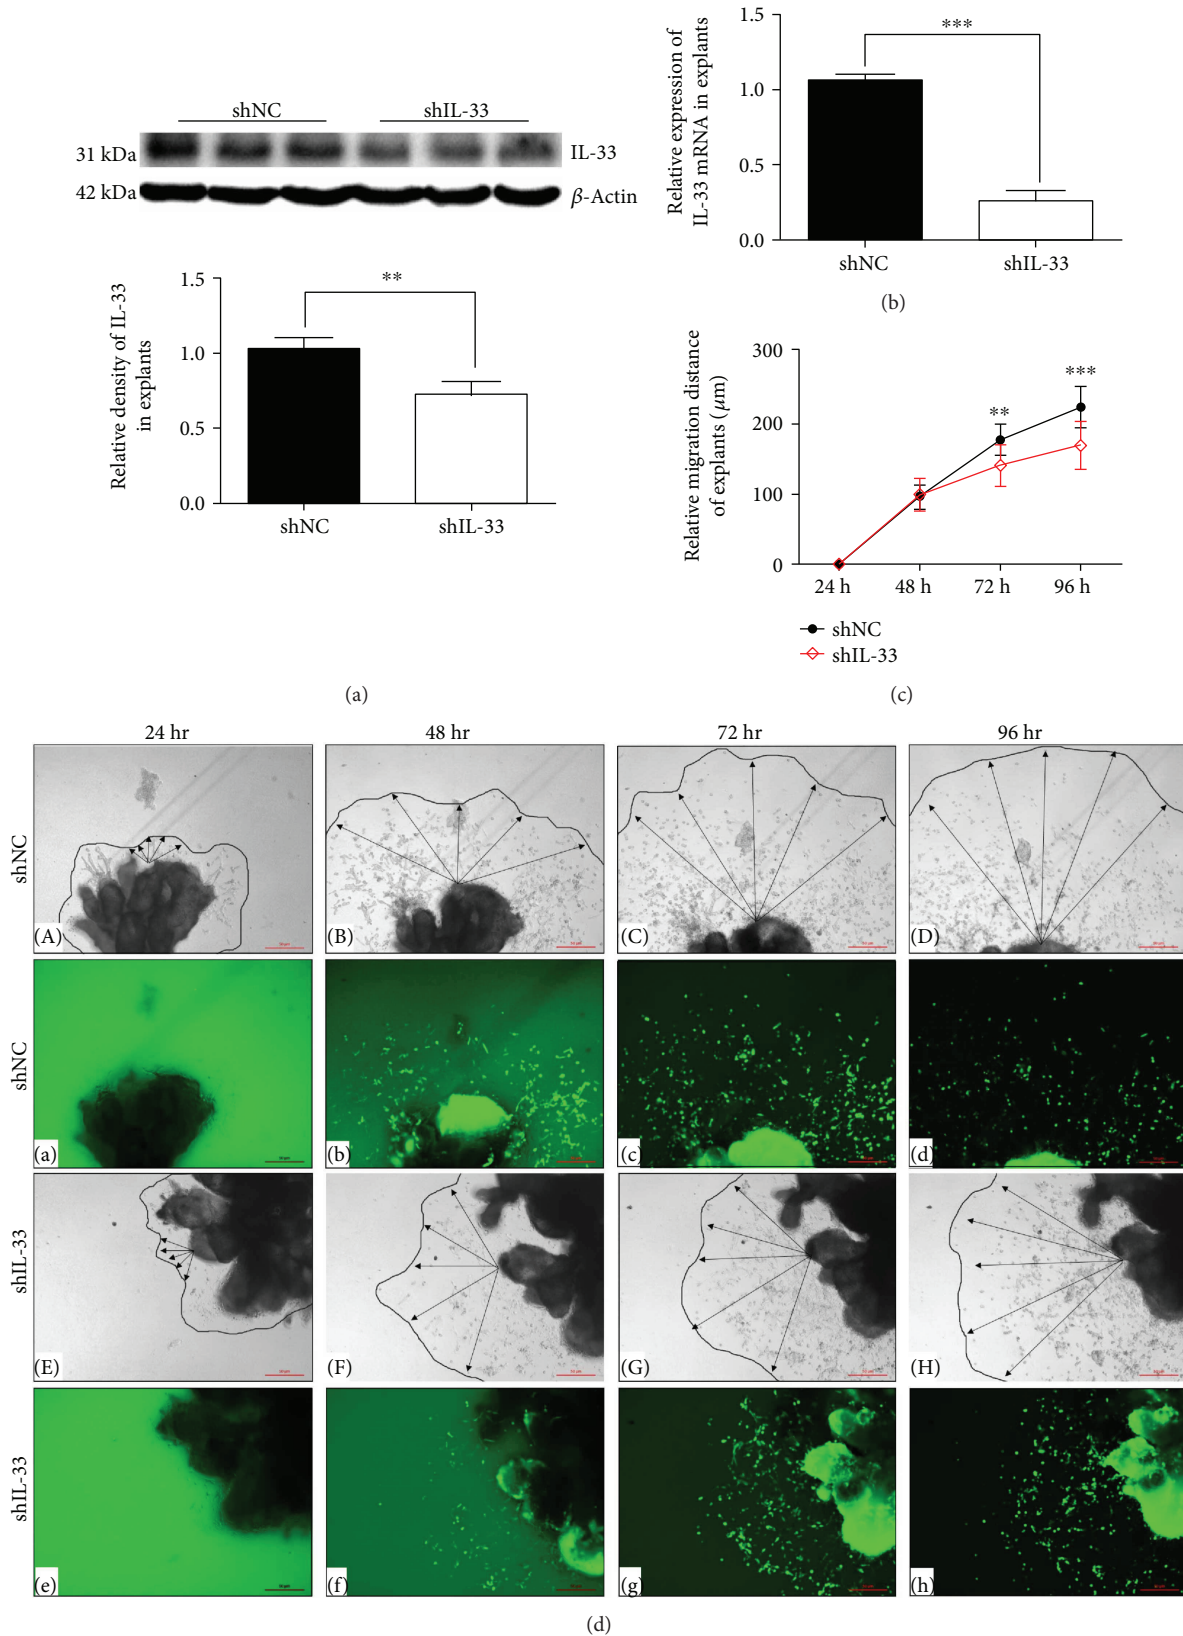 shNC shIL-33
31 kDa IL-33
42 kDa β-Actin
Relative density of IL-33
in explants
1.5
1.0
0.5
0.0
**
shNC shIL-33
(a)
Relative expression of
IL-33 mRNA in explants
1.5
1.0
0.5
0.0
***
shNC shIL-33
(b)
Relative migration distance
of explants (μm)
300
200
100
0
**
***
24 h 48 h 72 h 96 h
shNC
shIL-33
(c)
24 hr 48 hr 72 hr 96 hr
shNC
(A) (B) (C) (D)
shNC
(a) (b) (c) (d)
shIL-33
(E) (F) (G) (H)
shIL-33
(e) (f) (g) (h)
(d)